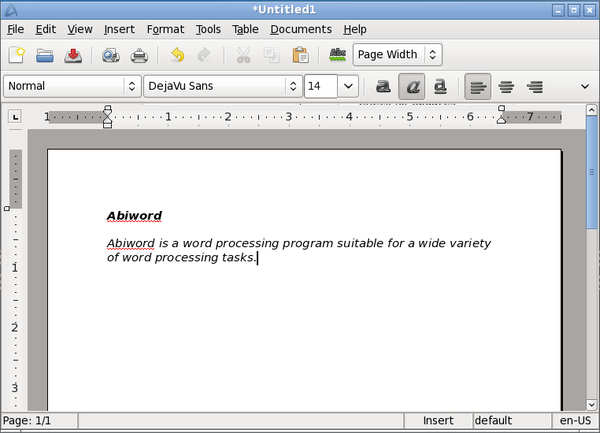 *Untitled1
File Edit View Insert Format Tools Table Documents Help
Abc Page Width
Normal DejaVu Sans 14 a a a
L 1 1 2 3 4 5 6 7
Abiword
Abiword is a word processing program suitable for a wide variety
of word processing tasks.
1
2
3
Page: 1/1 Insert default en-US